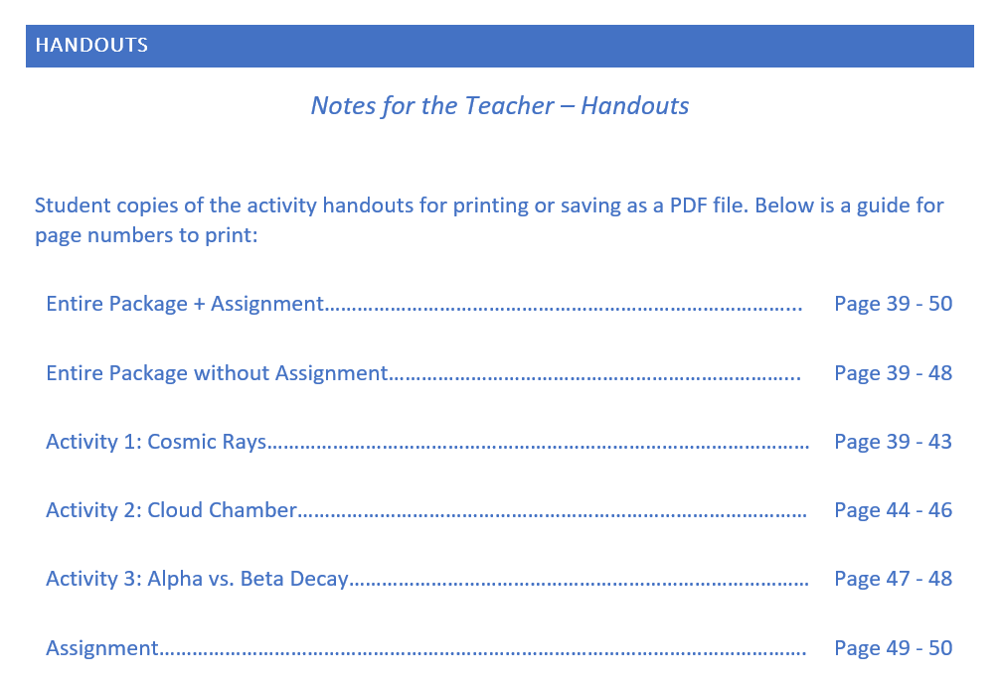 HANDOUTS
Notes for the Teacher – Handouts
Student copies of the activity handouts for printing or saving as a PDF file. Below is a guide for
page numbers to print:
Entire Package + Assignment…………………………………………………………………………... Page 39 - 50
Entire Package without Assignment………………………………………………………………... Page 39 - 48
Activity 1: Cosmic Rays……………………………………………………………………………………… Page 39 - 43
Activity 2: Cloud Chamber………………………………………………………………………………… Page 44 - 46
Activity 3: Alpha vs. Beta Decay………………………………………………………………………… Page 47 - 48
Assignment………………………………………………………………………………………………………. Page 49 - 50